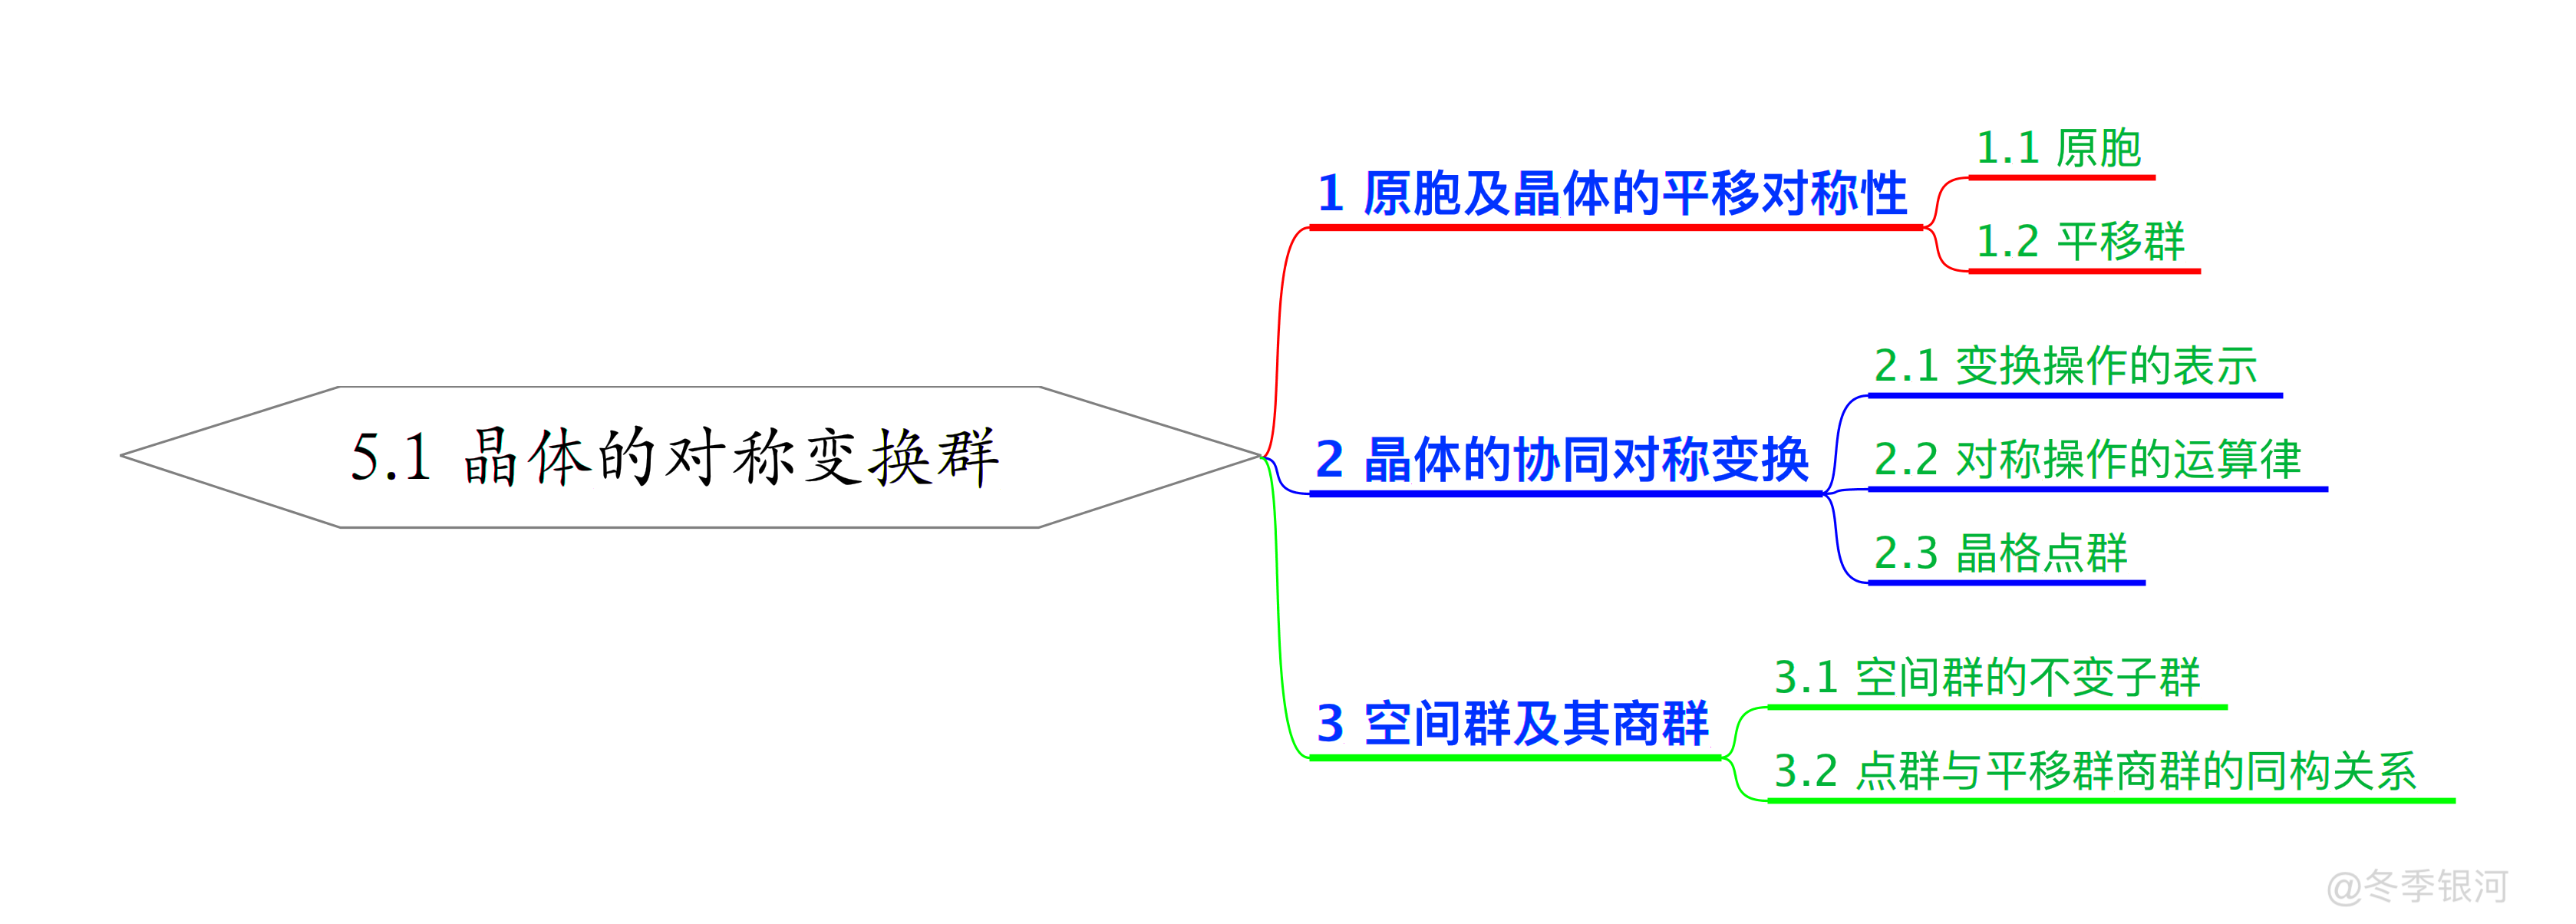 5.1 晶体的对称变换群
1 原胞及晶体的平移对称性
1.1 原胞
1.2 平移群
2 晶体的协同对称变换
2.1 变换操作的表示
2.2 对称操作的运算律
2.3 晶格点群
3 空间群及其商群
3.1 空间群的不变子群
3.2 点群与平移群商群的同构关系
@冬季银河